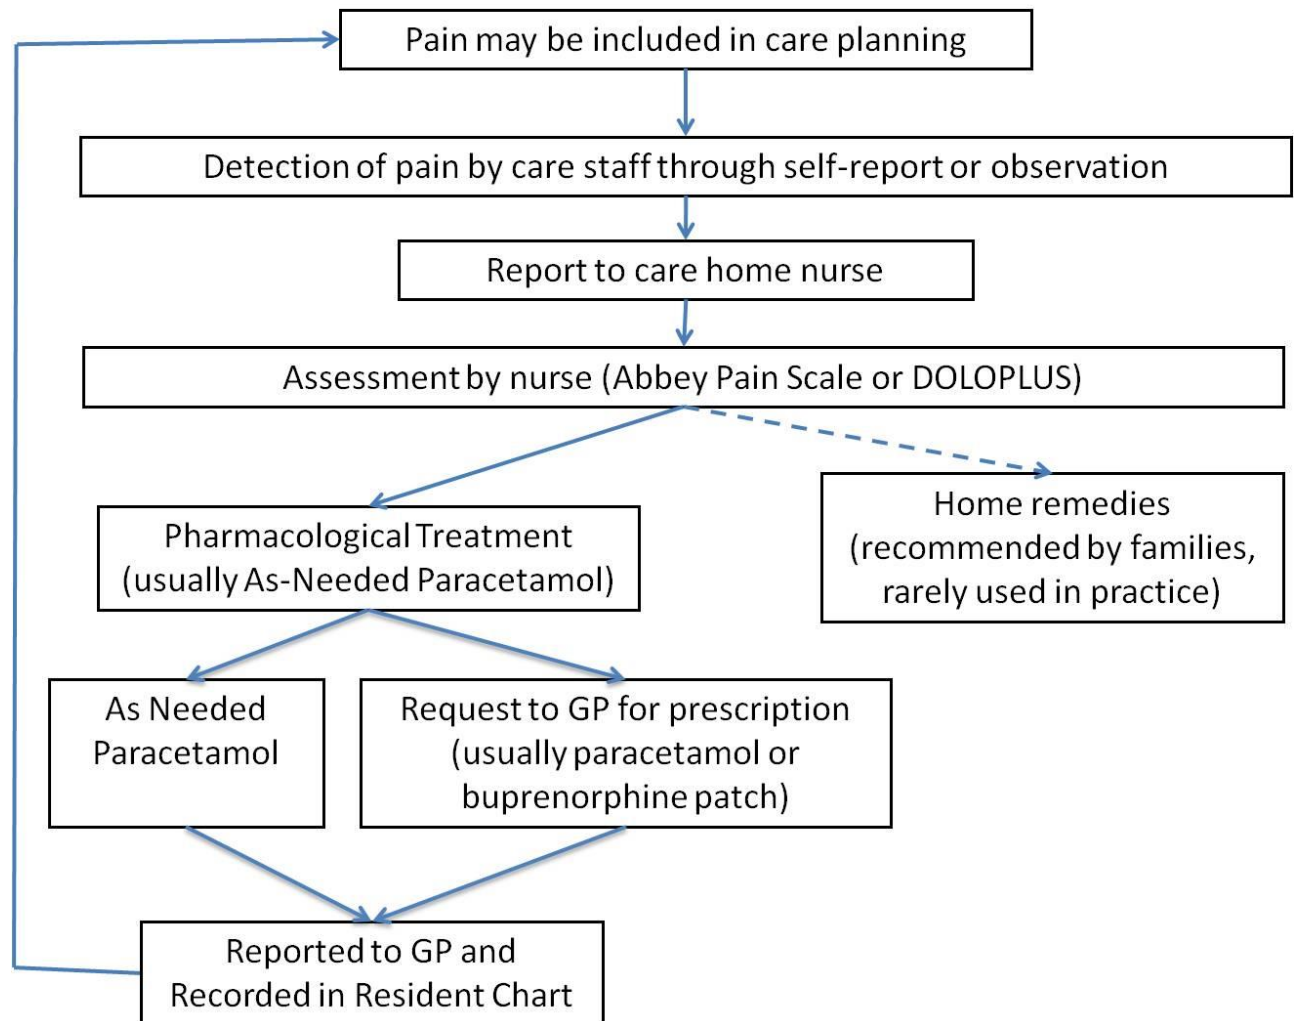 Pain may be included in care planning
Detection of pain by care staff through self-report or observation
Report to care home nurse
Assessment by nurse (Abbey Pain Scale or DOLOPLUS)
Pharmacological Treatment
(usually As-Needed Paracetamol)
Home remedies
(recommended by families,
rarely used in practice)
As Needed
Paracetamol
Request to GP for prescription
(usually paracetamol or
buprenorphine patch)
Reported to GP and
Recorded in Resident Chart